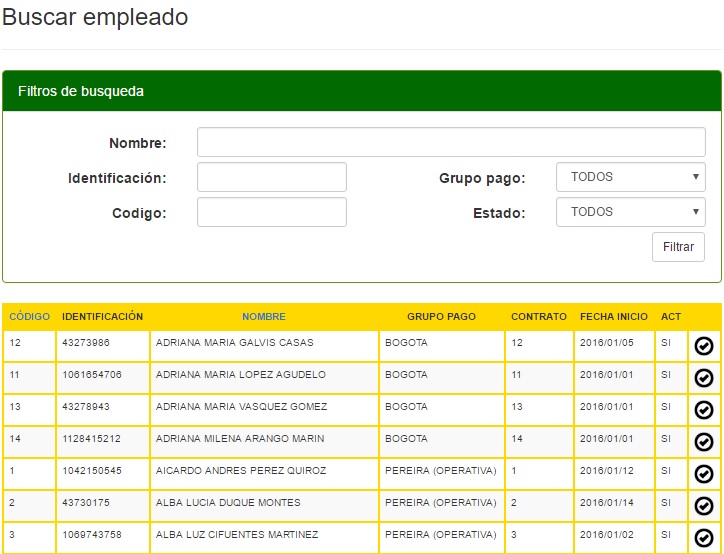 Buscar empleado
Filtros de busqueda
Nombre:
Identificación: Grupo pago: TODOS
Codigo: Estado: TODOS
Filtrar
CÓDIGO IDENTIFICACIÓN NOMBRE GRUPO PAGO CONTRATO FECHA INICIO ACT
12 43273986 ADRIANA MARIA GALVIS CASAS BOGOTA 12 2016/01/05 SI
11 1061654706 ADRIANA MARIA LOPEZ AGUDELO BOGOTA 11 2016/01/01 SI
13 43278943 ADRIANA MARIA VASQUEZ GOMEZ BOGOTA 13 2016/01/01 SI
14 1128415212 ADRIANA MILENA ARANGO MARIN BOGOTA 14 2016/01/01 SI
1 1042150545 AICARDO ANDRES PEREZ QUIROZ PEREIRA (OPERATIVA) 1 2016/01/12 SI
2 43730175 ALBA LUCIA DUQUE MONTES PEREIRA (OPERATIVA) 2 2016/01/14 SI
3 1069743758 ALBA LUZ CIFUENTES MARTINEZ PEREIRA (OPERATIVA) 3 2016/01/02 SI